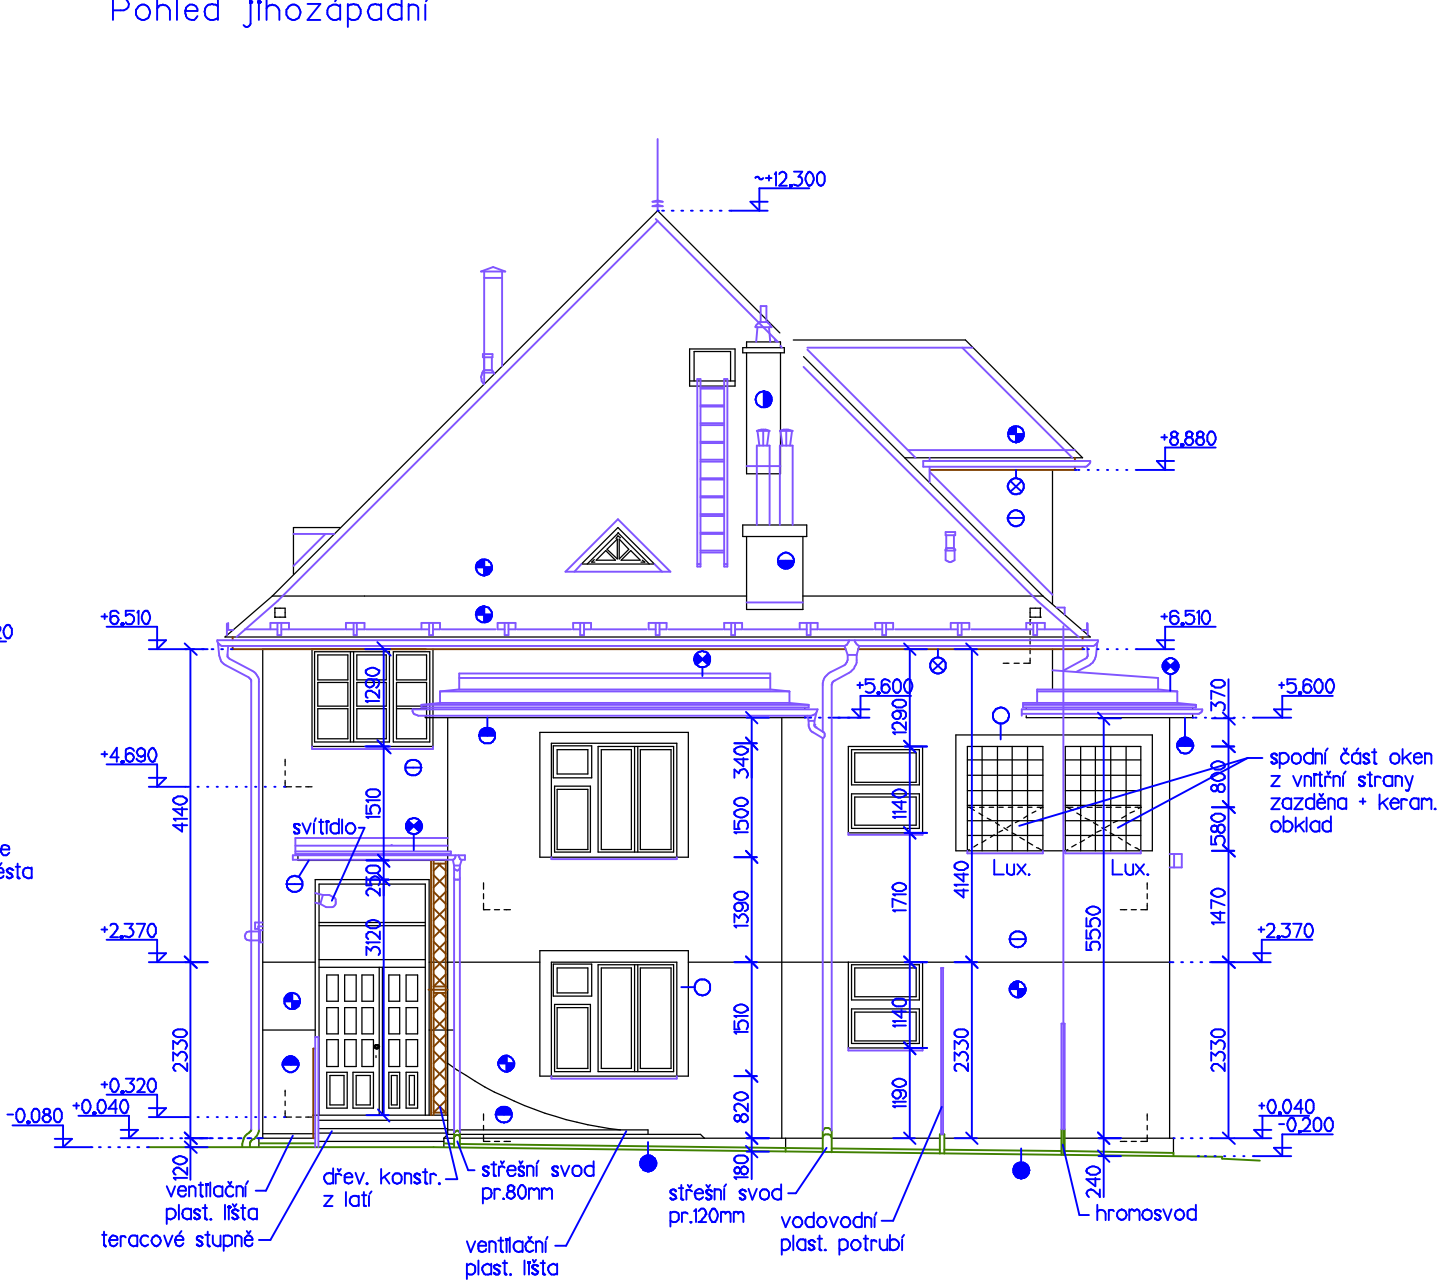 Pohled jihozápadní
~+12,300
+8,880
+6,510
+6,510
1290
+5,600
1290
370
+5,600
+4,690
4140
1510
340
1500
1140
800
580
spodní část oken
z vnitřní strany
zazděna + keram.
obklad
svítidlo
Lux.
Lux.
250
1390
1710
4140
5550
1470
3120
+2,370
+2,370
2330
1510
1140
2330
2330
+0,320
+0,040
-0,080
820
1190
+0,040
-0,200
120
180
240
ventilační
plast. lišta
teracové stupně
dřev. konstr.
z latí
střešní svod
pr.80mm
ventilační
plast. lišta
střešní svod
pr.120mm
vodovodní
plast. potrubí
hromosvod